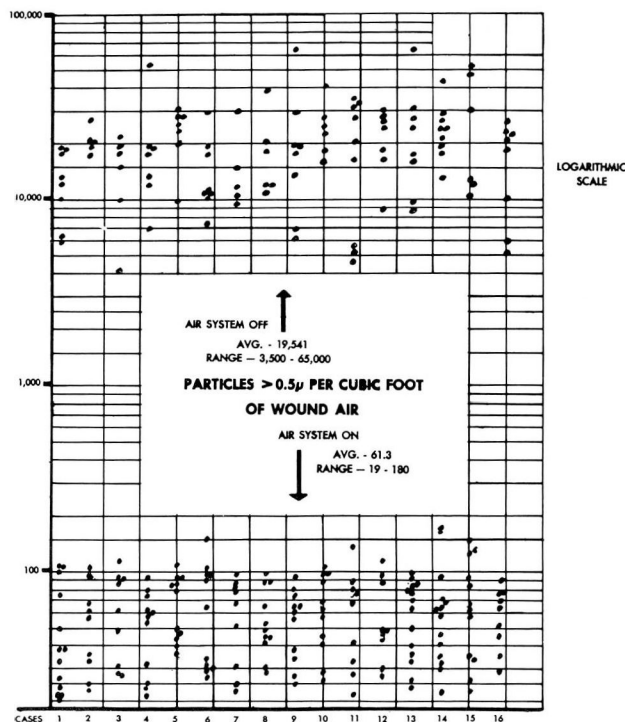 100,000
LOGARITHMIC
SCALE
10,000
AIR SYSTEM OFF
AVG. - 19,541
RANGE — 3,500 - 65,000
1,000
PARTICLES > 0.5μ PER CUBIC FOOT
OF WOUND AIR
AIR SYSTEM ON
AVG. - 61.3
RANGE — 19 - 180
100
CASES 1 2 3 4 5 6 7 8 9 10 11 12 13 14 15 16